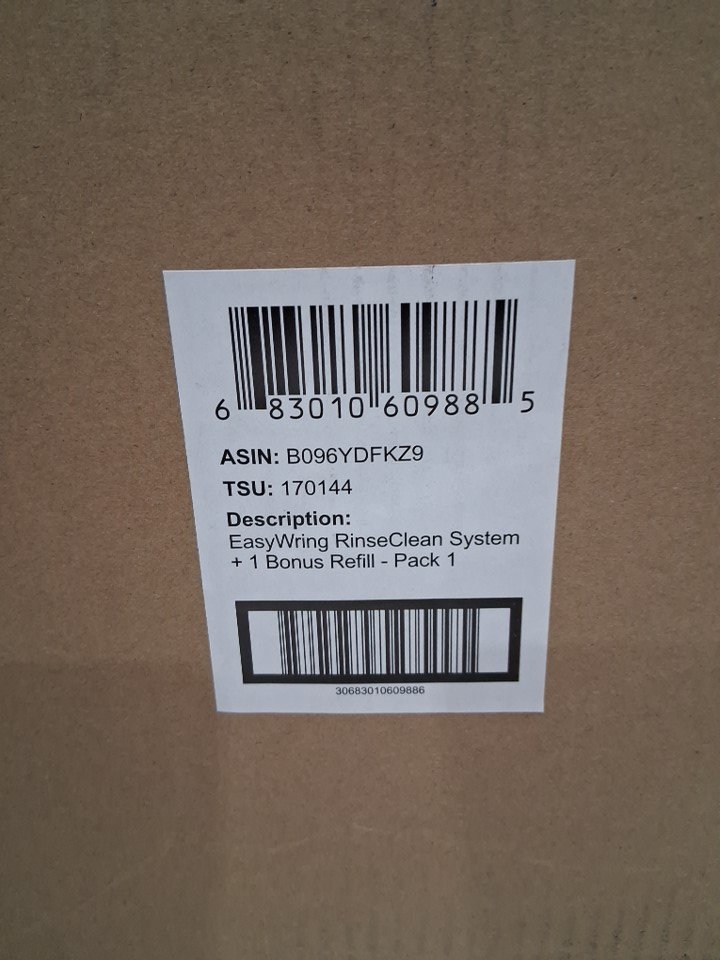 6 83010 60988 5
ASIN: B096YDFKZ9
TSU: 170144
Description:
EasyWring RinseClean System
+ 1 Bonus Refill - Pack 1
30683010609886